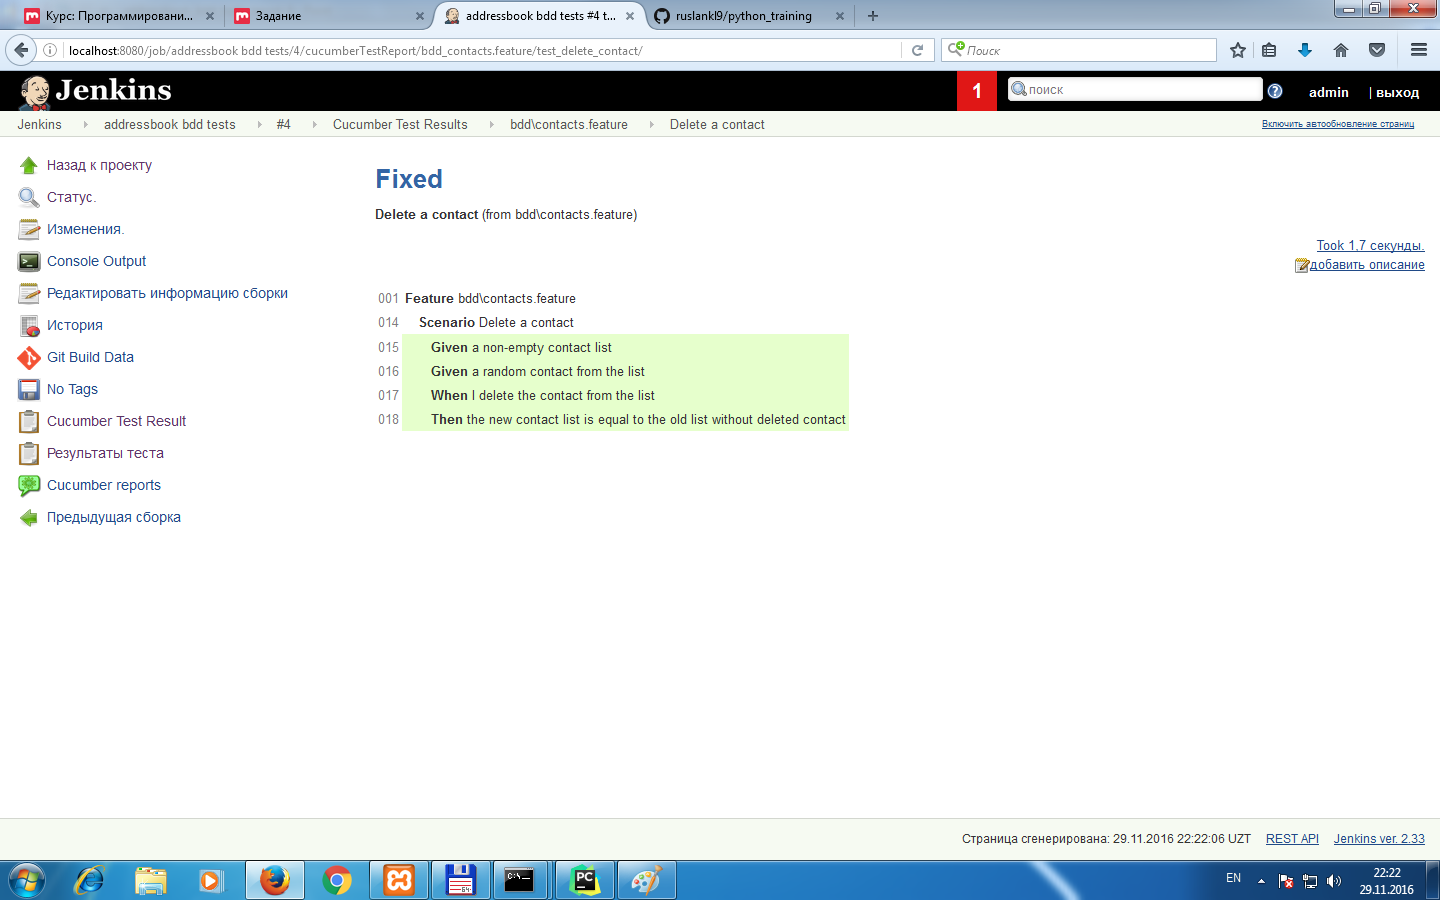 Курс: Программировани...
Задание
addressbook bdd tests #4 t...
ruslankl9/python_training
localhost:8080/job/addressbook bdd tests/4/cucumberTestReport/bdd_contacts.feature/test_delete_contact/
Поиск
Jenkins
1
поиск
admin
| выход
Jenkins
addressbook bdd tests
#4
Cucumber Test Results
bdd\contacts.feature
Delete a contact
Включить автообновление страниц
Назад к проекту
Статус.
Изменения.
Console Output
Редактировать информацию сборки
История
Git Build Data
No Tags
Cucumber Test Result
Результаты теста
Cucumber reports
Предыдущая сборка
Fixed
Delete a contact (from bdd\contacts.feature)
Took 1,7 секунды.
добавить описание
001 Feature bdd\contacts.feature
014 Scenario Delete a contact
015 Given a non-empty contact list
016 Given a random contact from the list
017 When I delete the contact from the list
018 Then the new contact list is equal to the old list without deleted contact
Страница сгенерирована: 29.11.2016 22:22:06 UZT
REST API
Jenkins ver. 2.33
EN
22:22
29.11.2016